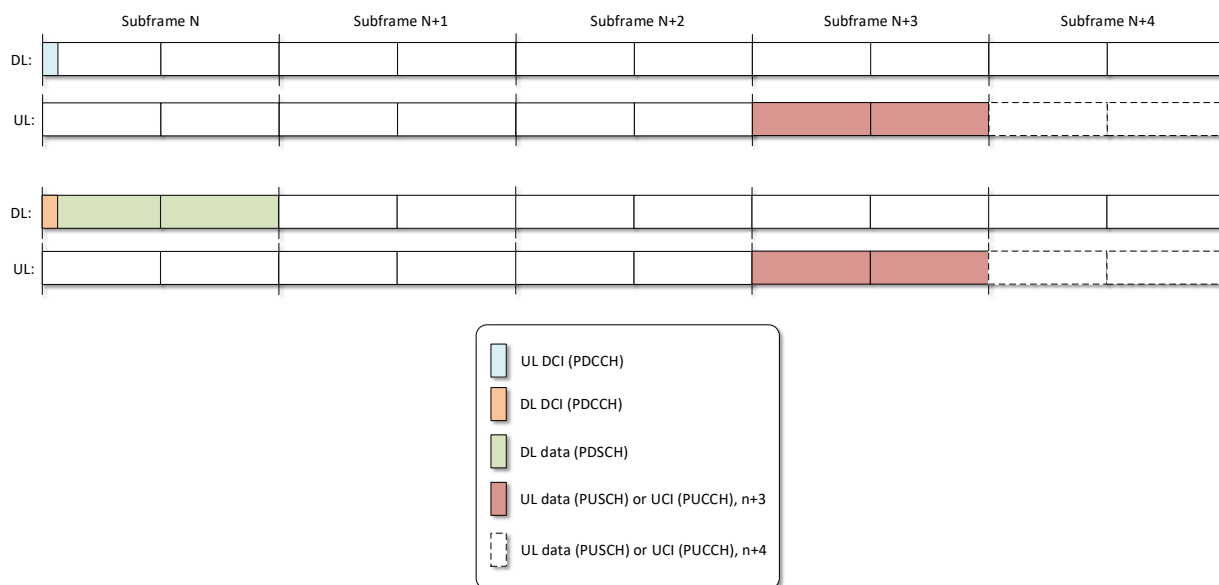 Subframe N Subframe N+1 Subframe N+2 Subframe N+3 Subframe N+4
DL:
UL:
DL:
UL:
UL DCI (PDCCH)
DL DCI (PDCCH)
DL data (PDSCH)
UL data (PUSCH) or UCI (PUCCH), n+3
UL data (PUSCH) or UCI (PUCCH), n+4